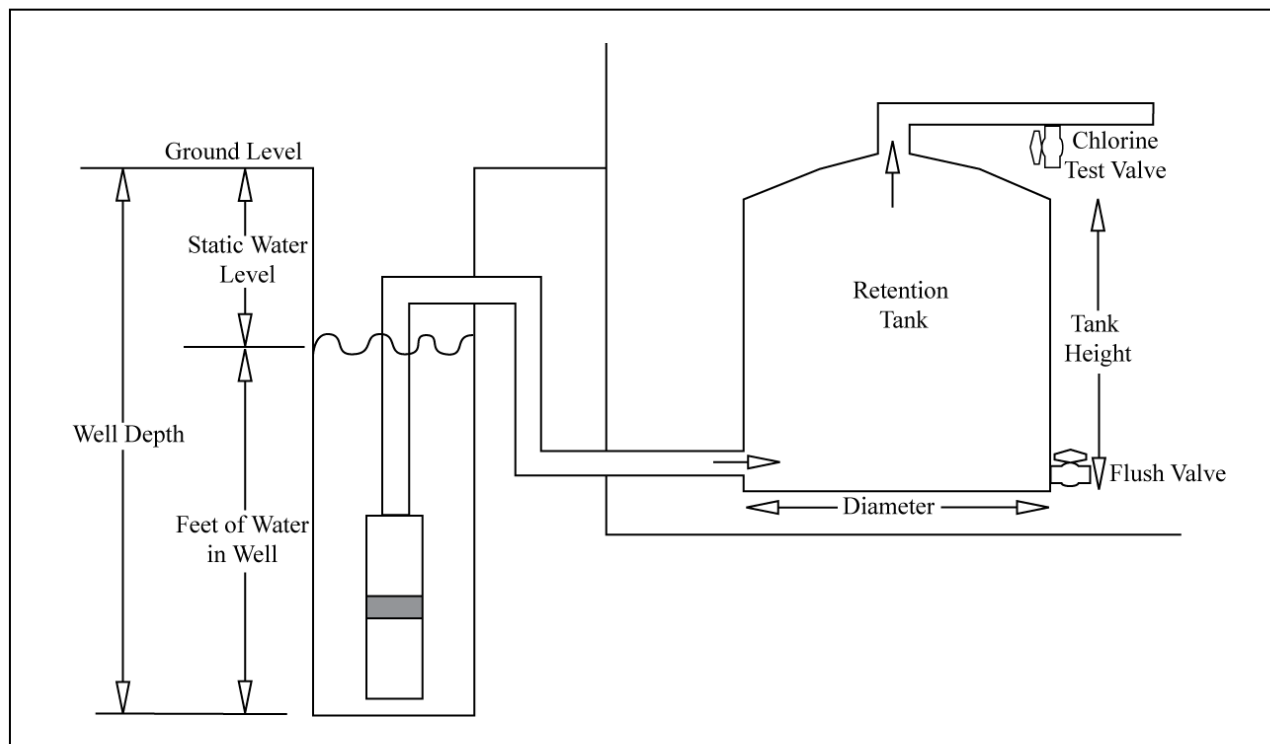 Ground Level
Static Water
Level
Well Depth
Feet of Water
in Well
Chlorine
Test Valve
Retention
Tank
Tank
Height
Flush Valve
Diameter